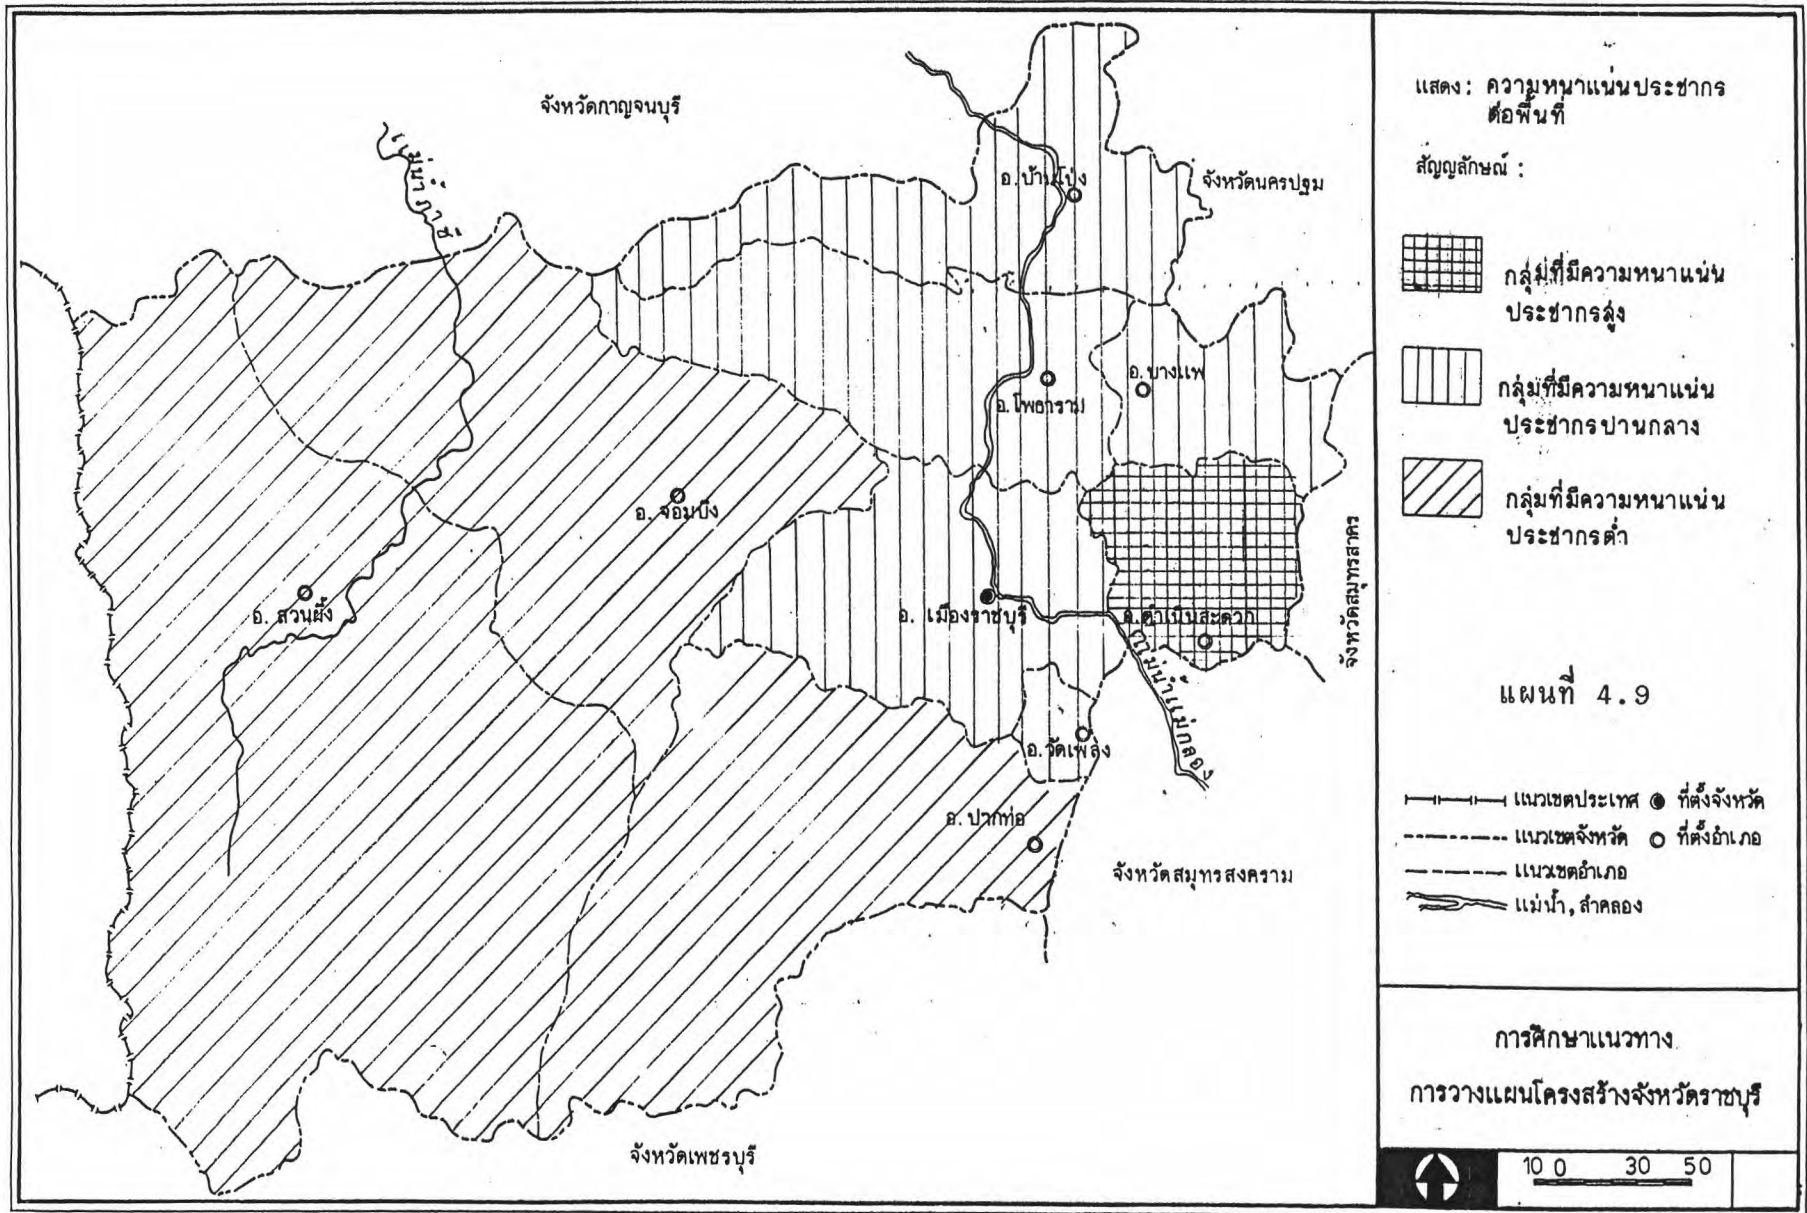 จังหวัดกาญจนบุรี
แม่น้ำภาชี
อ.บ้านโป่ง
จังหวัดนครปฐม
อ.บางแพ
อ.โพธาราม
อ. จอมบึง
อ. สวนผึ้ง
อ. เมืองราชบุรี
อ.ดำเนินสะดวก
แม่น้ำแม่กลอง
จังหวัดสมุทรสาคร
อ.วัดเพลง
อ.ปากท่อ
จังหวัดสมุทรสงคราม
จังหวัดเพชรบุรี
แสดง : ความหนาแน่นประชากร
ต่อพื้นที่
สัญญลักษณ์ :
กลุ่มที่มีความหนาแน่น
ประชากรสูง
กลุ่มที่มีความหนาแน่น
ประชากรปานกลาง
กลุ่มที่มีความหนาแน่น
ประชากรต่ำ
แผนที่ 4.9
แนวเขตประเทศ ที่ตั้งจังหวัด
แนวเขตจังหวัด ที่ตั้งอำเภอ
แนวเขตอำเภอ
แม่น้ำ, ลำคลอง
การศึกษาแนวทาง
การวางแผนโครงสร้างจังหวัดราชบุรี
10 0 30 50